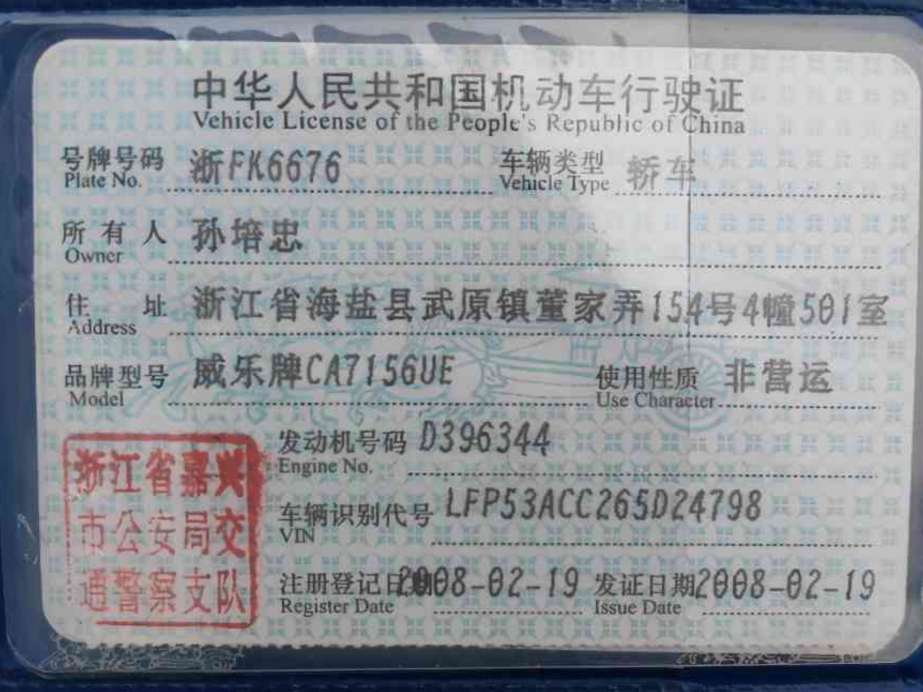 中华人民共和国机动车行驶证
Vehicle License of the People's Republic of China
号牌号码 浙FK6676 车辆类型 轿车
Plate No. Vehicle Type
所有人 孙培忠
Owner
住址 浙江省海盐县武原镇董家弄154号4幢501室
Address
品牌型号 威乐牌CA7156UE 使用性质 非营运
Model Use Character
发动机号码 D396344
Engine No.
车辆识别代号 LFP53ACC265D24798
VIN
注册登记日期 2008-02-19 发证日期 2008-02-19
Register Date Issue Date
浙江省嘉兴
市公安局交
通警察支队